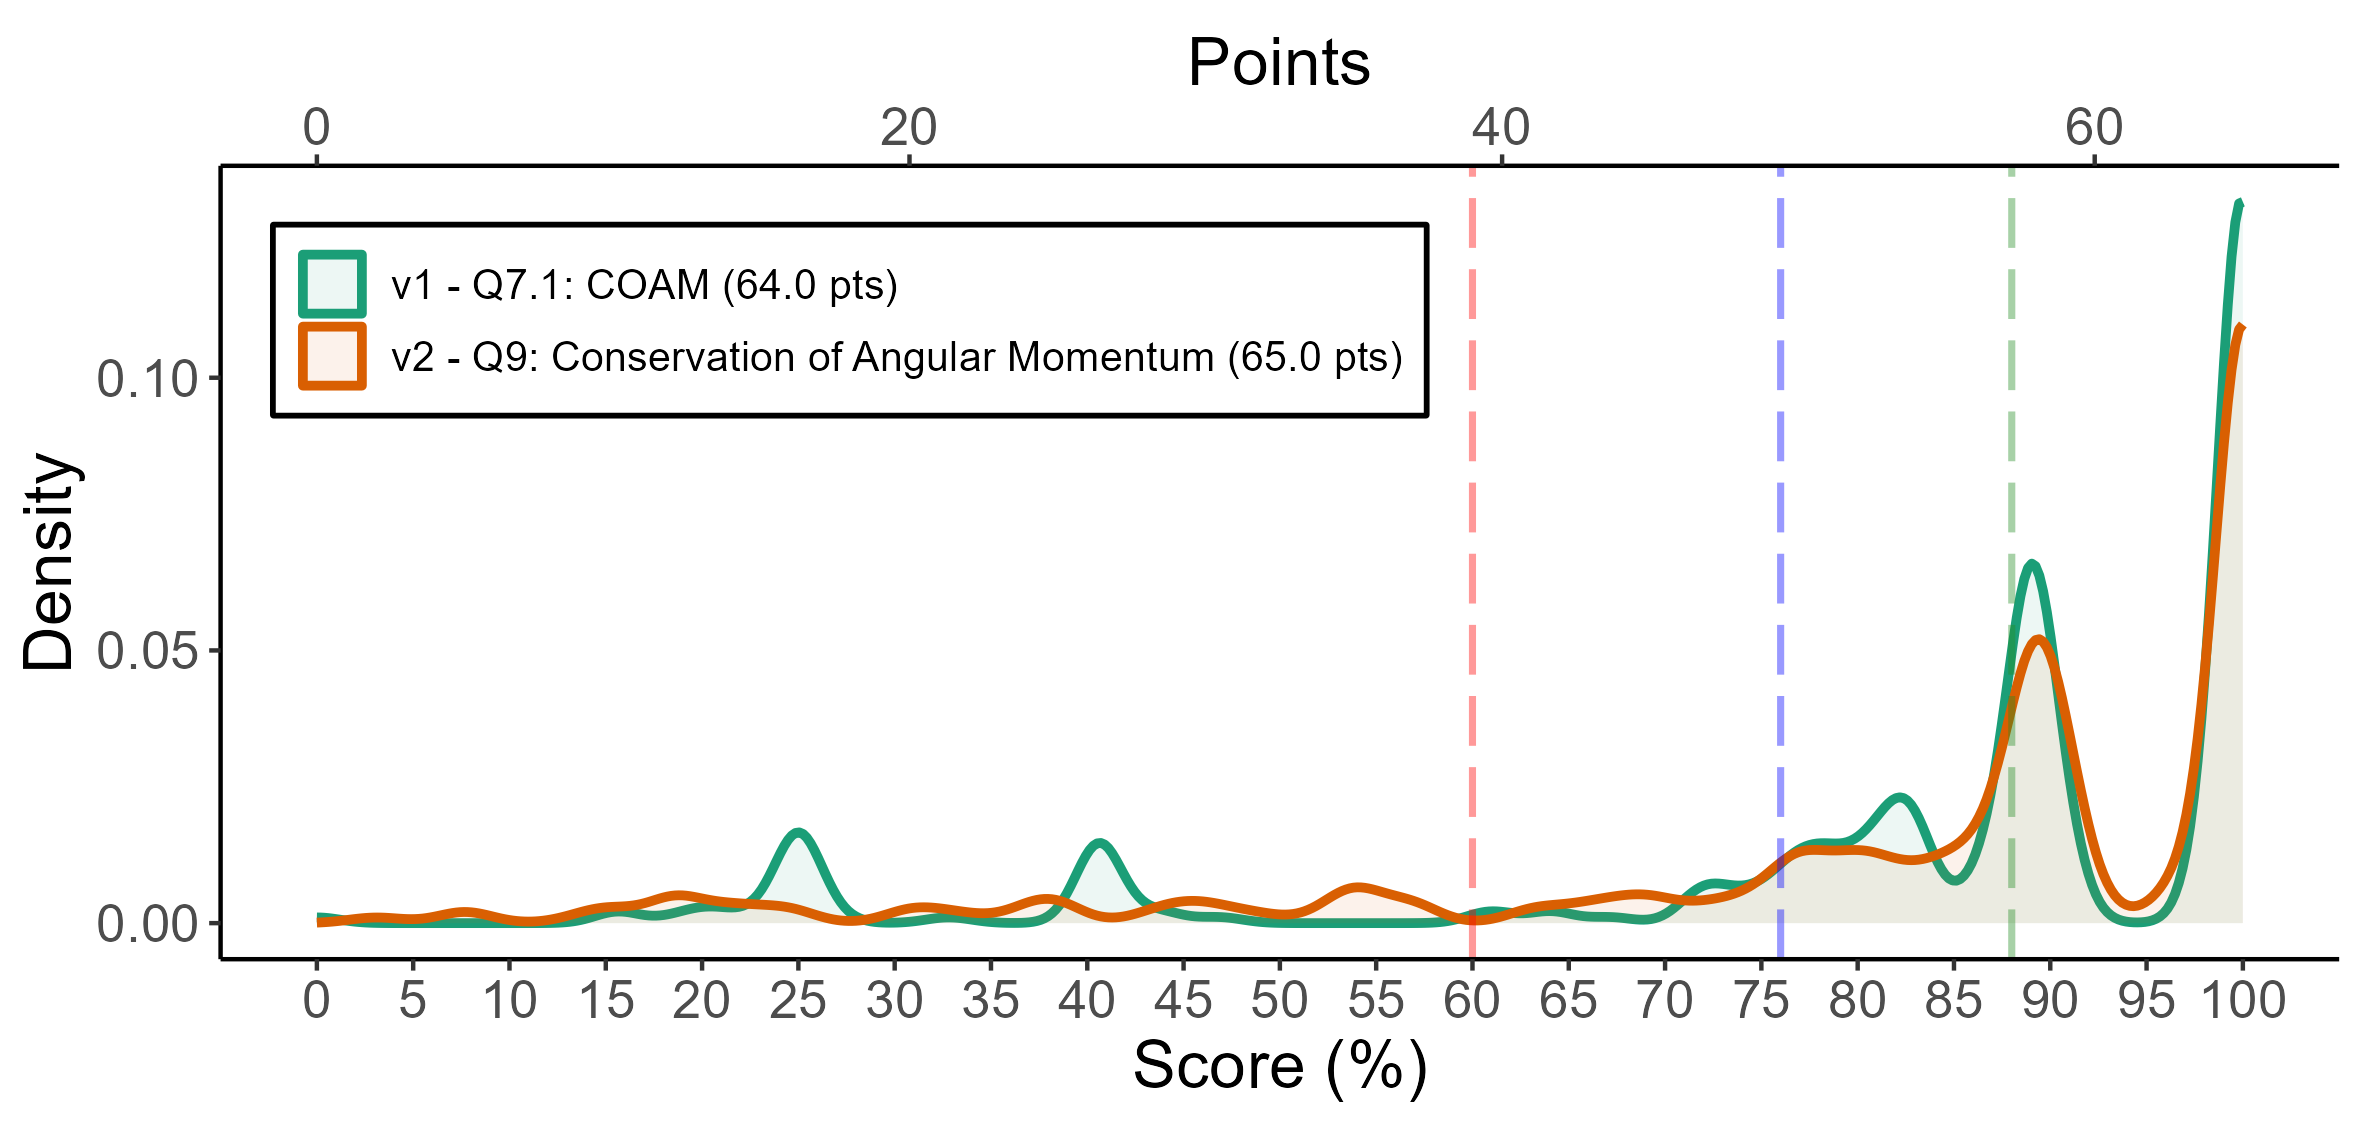 Points
0 20 40 60
v1 - Q7.1: COAM (64.0 pts)
v2 - Q9: Conservation of Angular Momentum (65.0 pts)
Density
0.10
0.05
0.00
0 5 10 15 20 25 30 35 40 45 50 55 60 65 70 75 80 85 90 95 100
Score (%)